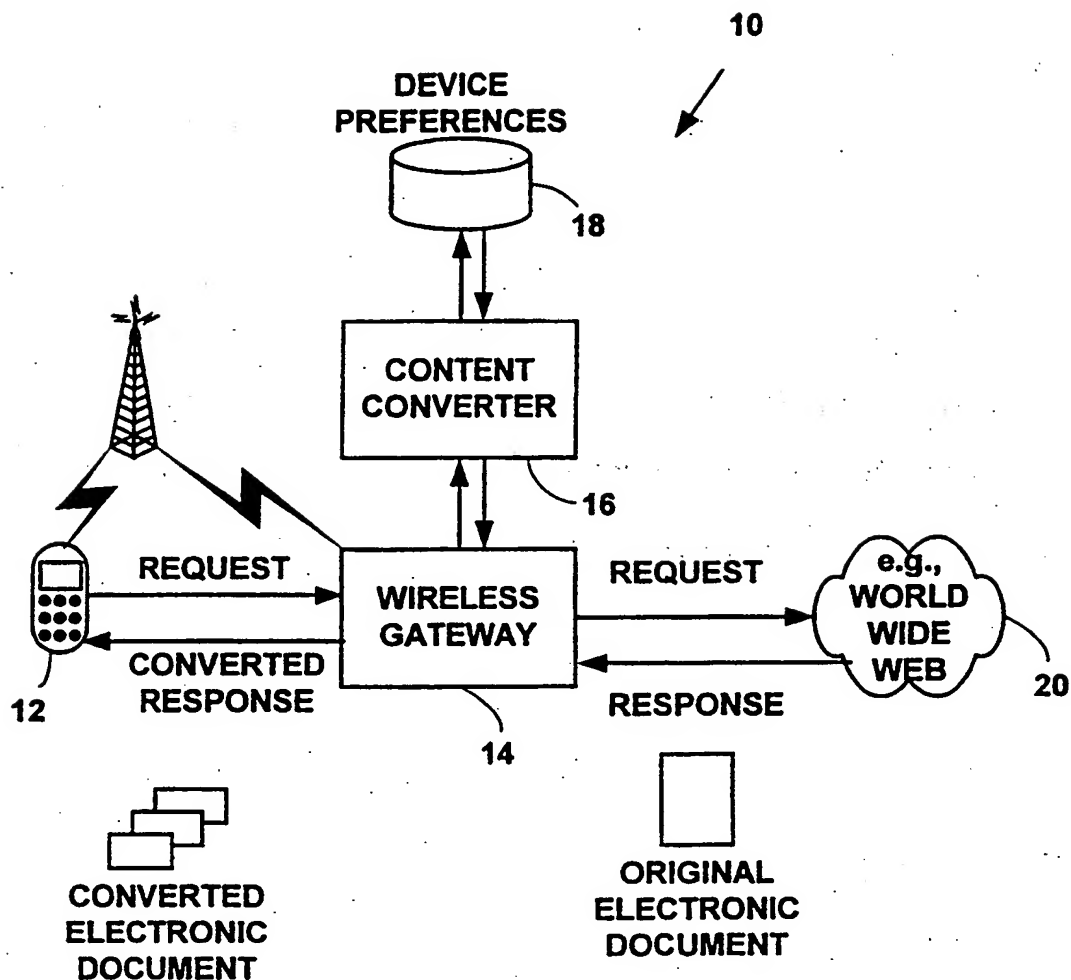 10
DEVICE
PREFERENCES
18
CONTENT
CONVERTER
16
REQUEST
WIRELESS
GATEWAY
REQUEST
e.g.,
WORLD
WIDE
WEB
CONVERTED
RESPONSE
RESPONSE
12
14
20
CONVERTED
ELECTRONIC
DOCUMENT
ORIGINAL
ELECTRONIC
DOCUMENT